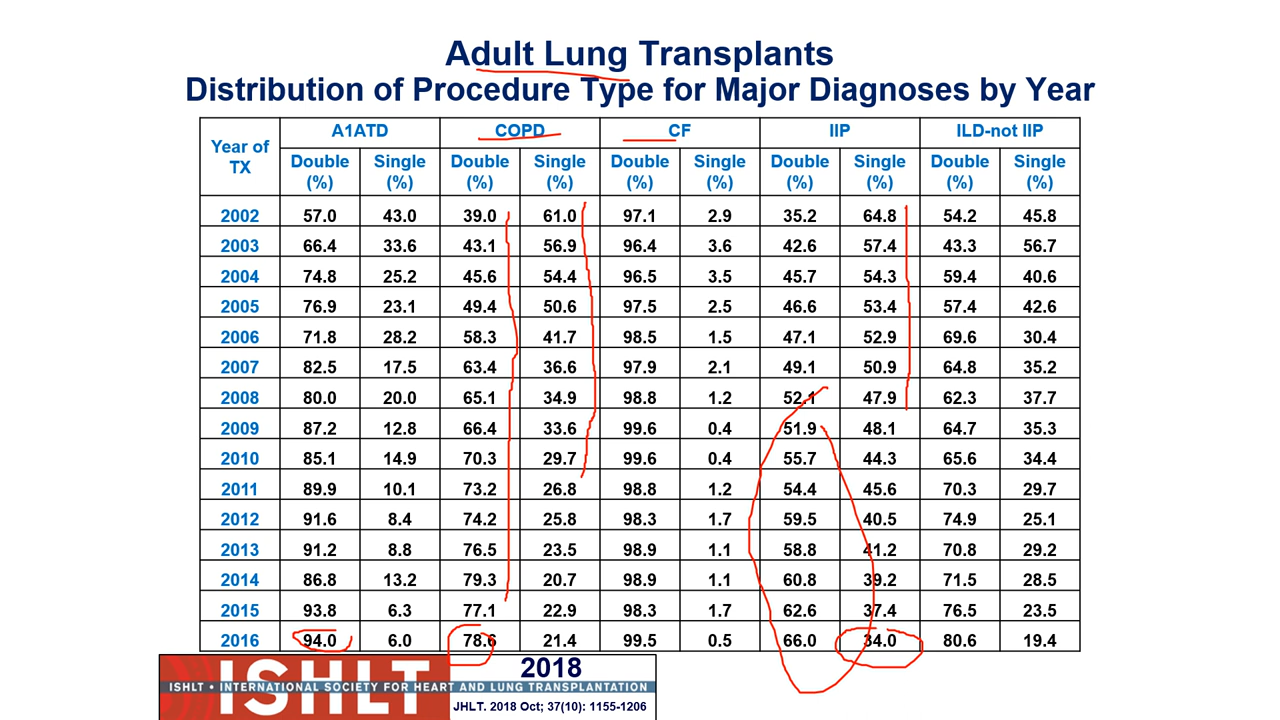 Adult Lung Transplants
Distribution of Procedure Type for Major Diagnoses by Year
Year of TX A1ATD COPD CF IIP ILD-not IIP
Double (%) Single (%) Double (%) Single (%) Double (%) Single (%) Double (%) Single (%) Double (%) Single (%)
2002 57.0 43.0 39.0 61.0 97.1 2.9 35.2 64.8 54.2 45.8
2003 66.4 33.6 43.1 56.9 96.4 3.6 42.6 57.4 43.3 56.7
2004 74.8 25.2 45.6 54.4 96.5 3.5 45.7 54.3 59.4 40.6
2005 76.9 23.1 49.4 50.6 97.5 2.5 46.6 53.4 57.4 42.6
2006 71.8 28.2 58.3 41.7 98.5 1.5 47.1 52.9 69.6 30.4
2007 82.5 17.5 63.4 36.6 97.9 2.1 49.1 50.9 64.8 35.2
2008 80.0 20.0 65.1 34.9 98.8 1.2 52.1 47.9 62.3 37.7
2009 87.2 12.8 66.4 33.6 99.6 0.4 51.9 48.1 64.7 35.3
2010 85.1 14.9 70.3 29.7 99.6 0.4 55.7 44.3 65.6 34.4
2011 89.9 10.1 73.2 26.8 98.8 1.2 54.4 45.6 70.3 29.7
2012 91.6 8.4 74.2 25.8 98.3 1.7 59.5 40.5 74.9 25.1
2013 91.2 8.8 76.5 23.5 98.9 1.1 58.8 41.2 70.8 29.2
2014 86.8 13.2 79.3 20.7 98.9 1.1 60.8 39.2 71.5 28.5
2015 93.8 6.3 77.1 22.9 98.3 1.7 62.6 37.4 76.5 23.5
2016 94.0 6.0 78.6 21.4 99.5 0.5 66.0 34.0 80.6 19.4
ISHLT 2018
ISHLT • INTERNATIONAL SOCIETY FOR HEART AND LUNG TRANSPLANTATION
JHLT. 2018 Oct; 37(10): 1155-1206